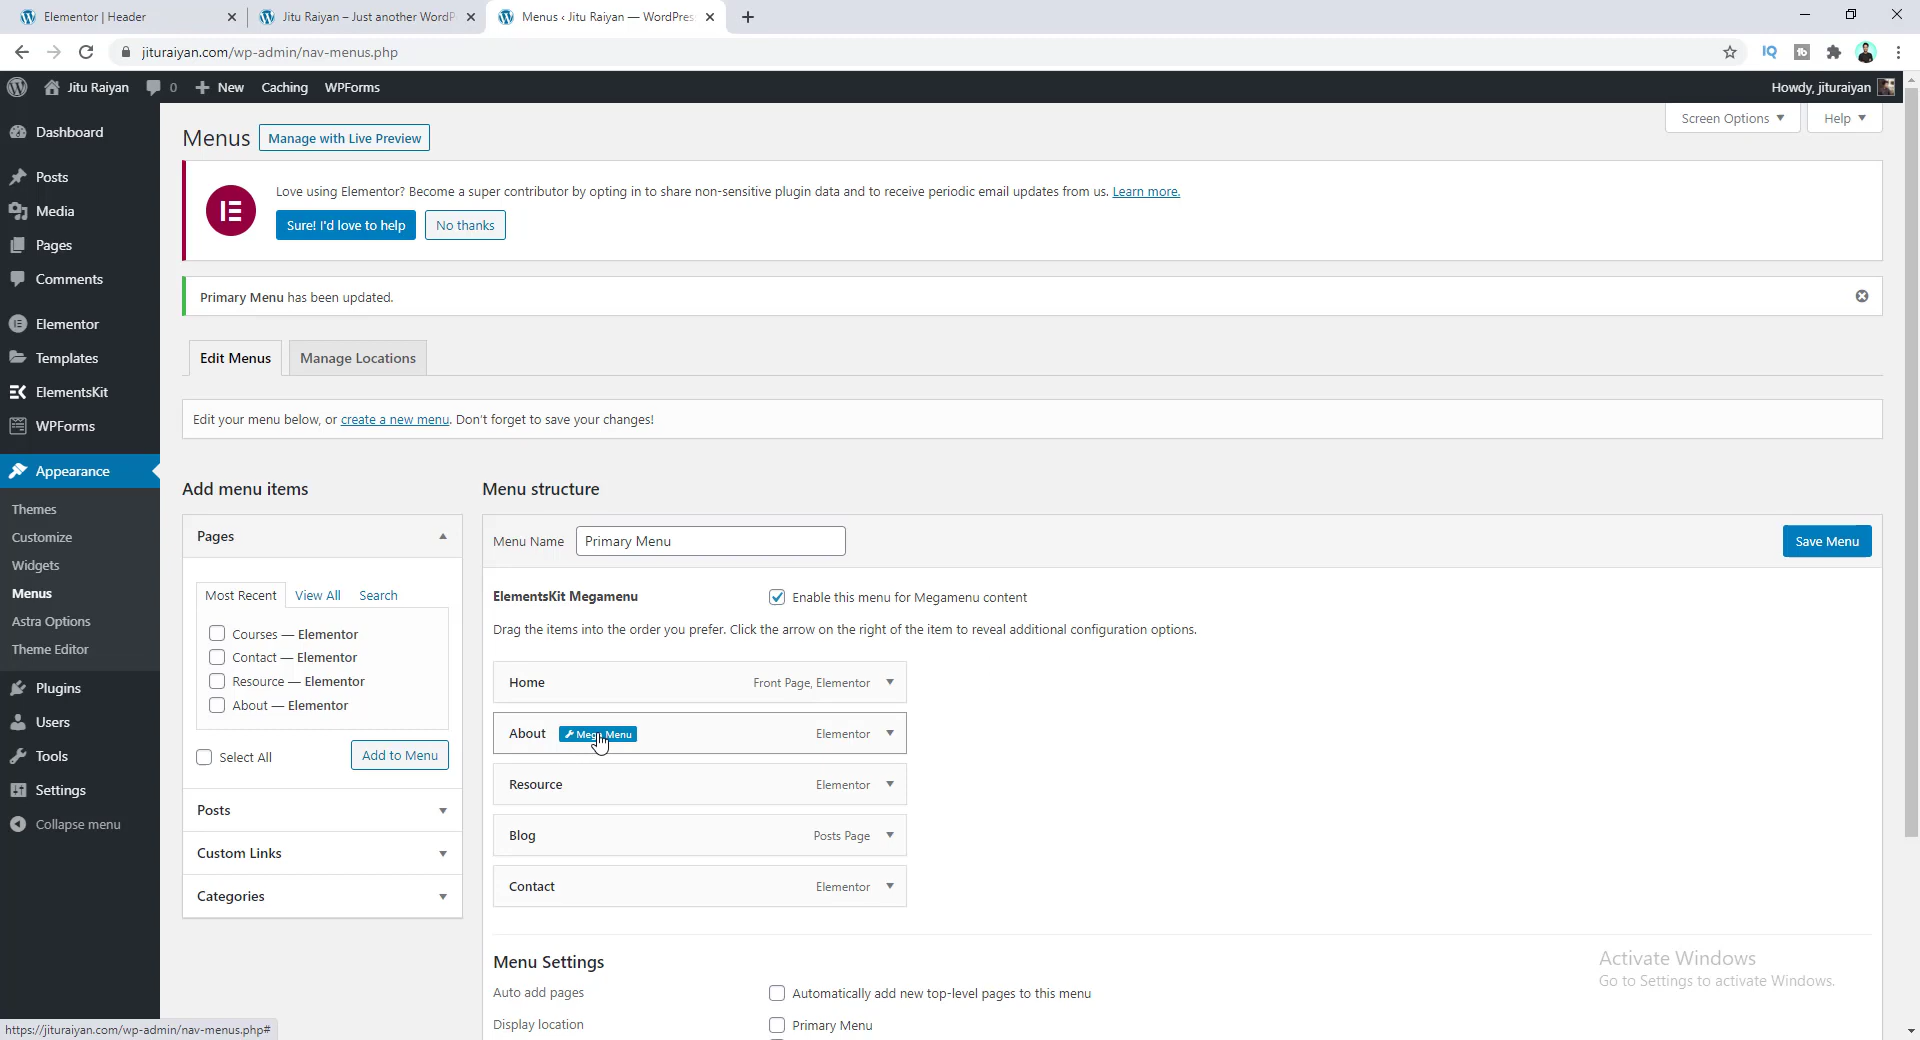 Elementor | Header
Jitu Raiyan – Just another WordP
Menus ‹ Jitu Raiyan — WordPres
jituraiyan.com/wp-admin/nav-menus.php
Jitu Raiyan
0
New
Caching
WPForms
Howdy, jituraiyan
Dashboard
Posts
Media
Pages
Comments
Elementor
Templates
ElementsKit
WPForms
Appearance
Themes
Customize
Widgets
Menus
Astra Options
Theme Editor
Plugins
Users
Tools
Settings
Collapse menu
Screen Options
Help
Menus
Manage with Live Preview
Love using Elementor? Become a super contributor by opting in to share non-sensitive plugin data and to receive periodic email updates from us. Learn more.
Sure! I'd love to help
No thanks
Primary Menu has been updated.
Edit Menus
Manage Locations
Edit your menu below, or create a new menu. Don't forget to save your changes!
Add menu items
Pages
Most Recent
View All
Search
Courses — Elementor
Contact — Elementor
Resource — Elementor
About — Elementor
Select All
Add to Menu
Posts
Custom Links
Categories
Menu structure
Menu Name
Primary Menu
Save Menu
ElementsKit Megamenu
Enable this menu for Megamenu content
Drag the items into the order you prefer. Click the arrow on the right of the item to reveal additional configuration options.
Home
Front Page, Elementor
About
Mega Menu
Elementor
Resource
Elementor
Blog
Posts Page
Contact
Elementor
Menu Settings
Auto add pages
Automatically add new top-level pages to this menu
Display location
Primary Menu
Activate Windows
Go to Settings to activate Windows.
https://jituraiyan.com/wp-admin/nav-menus.php#